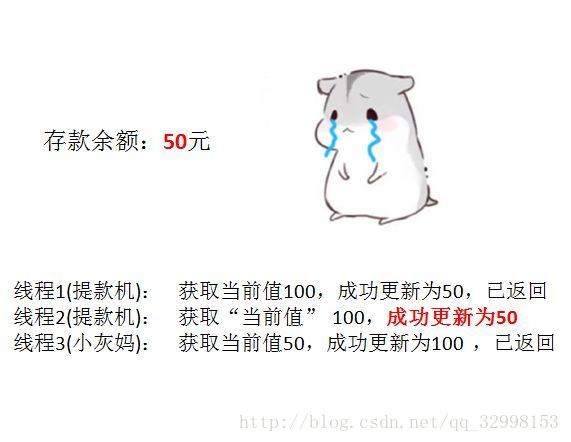 存款余额：50元
线程1(提款机)： 获取当前值100，成功更新为50，已返回
线程2(提款机)： 获取“当前值” 100，成功更新为50
线程3(小灰妈)： 获取当前值50，成功更新为100 ，已返回
http://blog.csdn.net/qq_32998153